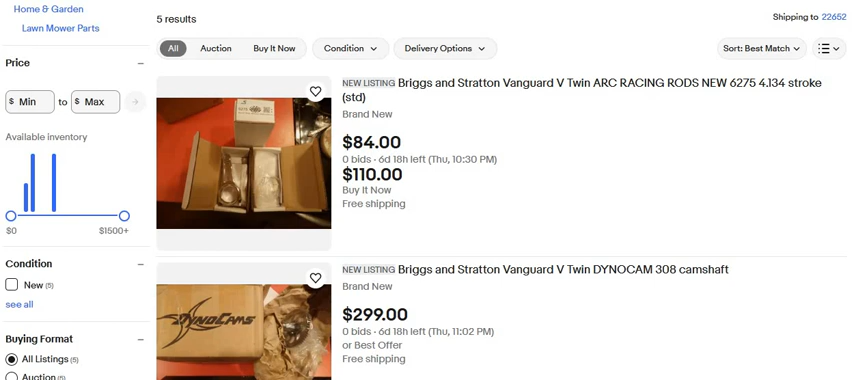 Home & Garden
Lawn Mower Parts
Price
$ Min to $ Max
Available inventory
$0 $1500+
Condition
New (5)
see all
Buying Format
All Listings (5)
Auction (5)
5 results
Shipping to 22652
All Auction Buy It Now Condition Delivery Options Sort: Best Match
NEW LISTING Briggs and Stratton Vanguard V Twin ARC RACING RODS NEW 6275 4.134 stroke
(std)
Brand New
$84.00
0 bids · 6d 18h left (Thu, 10:30 PM)
$110.00
Buy It Now
Free shipping
NEW LISTING Briggs and Stratton Vanguard V Twin DYNOCAM 308 camshaft
Brand New
$299.00
0 bids · 6d 18h left (Thu, 11:02 PM)
or Best Offer
Free shipping
DYNOCAMS